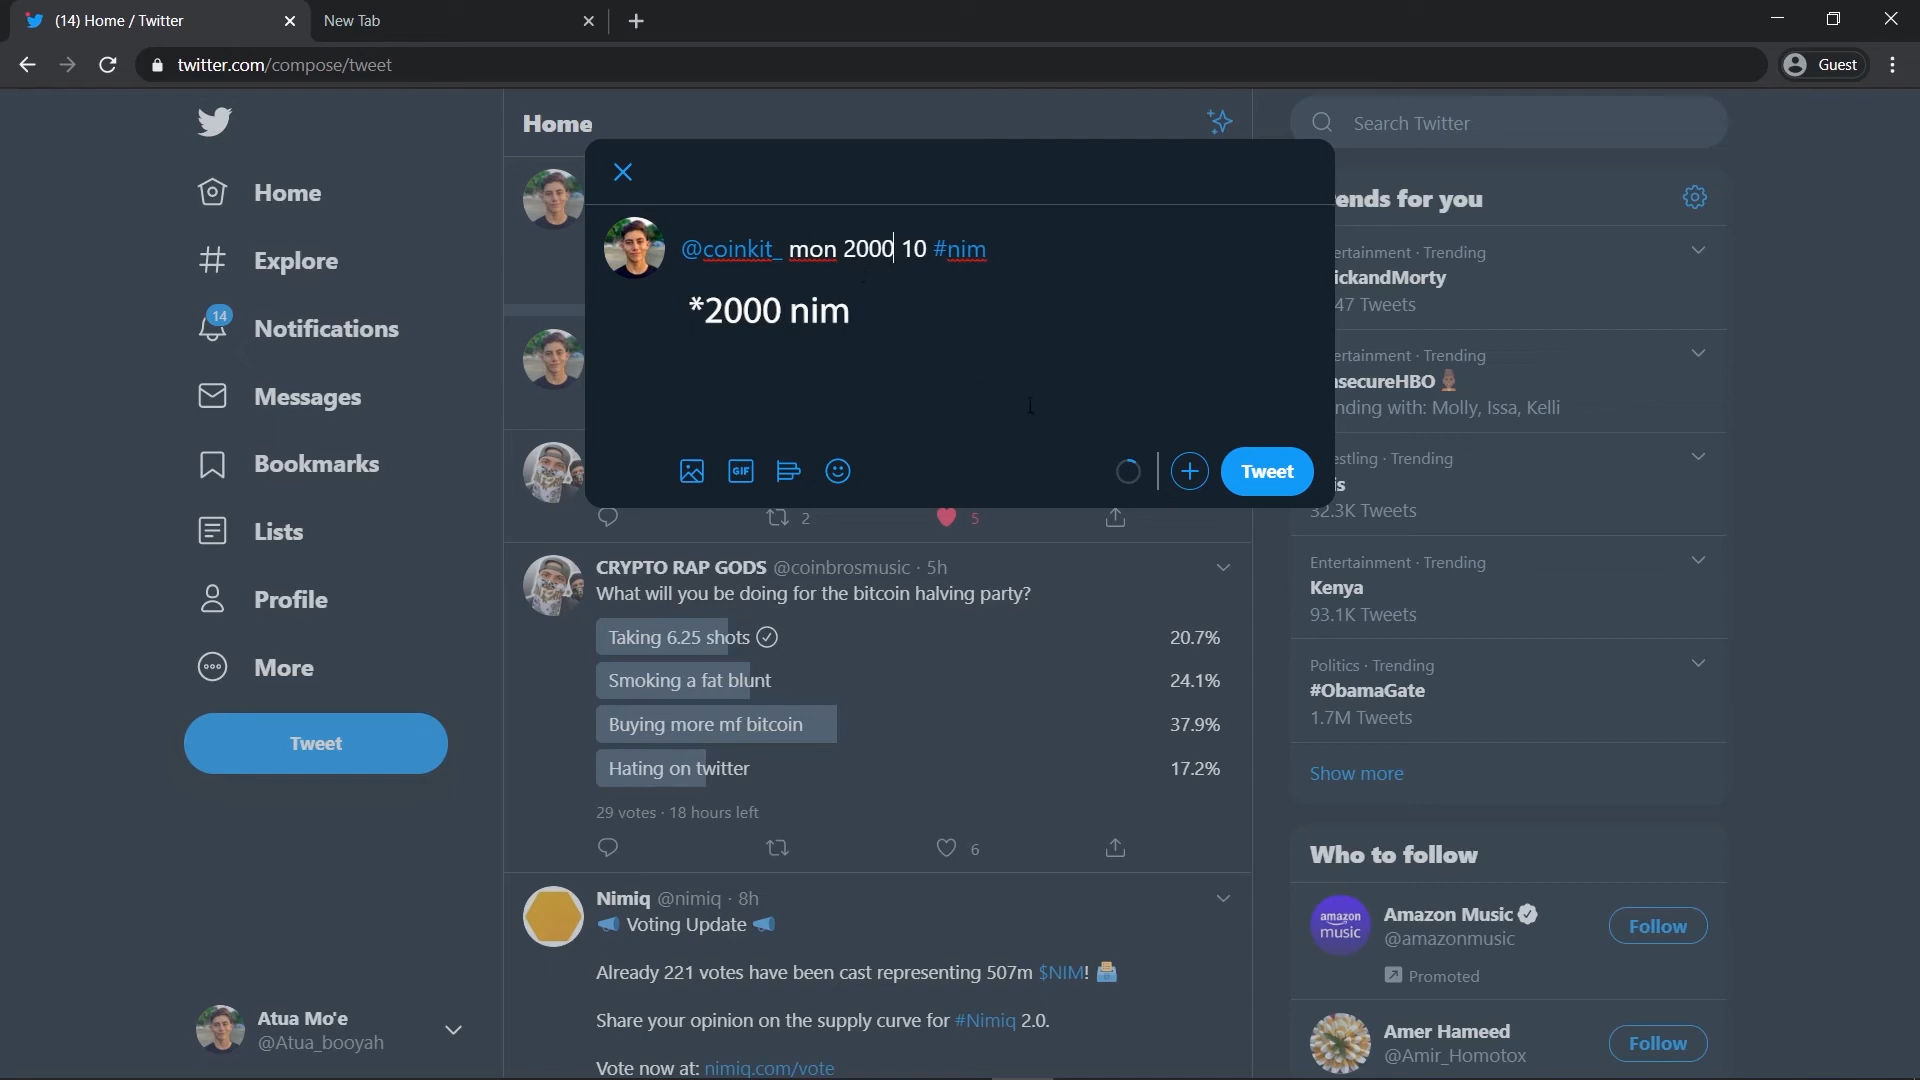 (14) Home / Twitter
New Tab
twitter.com/compose/tweet
Guest
Home
Explore
14
Notifications
Messages
Bookmarks
Lists
Profile
More
Tweet
Atua Mo'e
@Atua_booyah
Home
@coinkit_ mon 2000 10 #nim
*2000 nim
GIF
Tweet
2
5
CRYPTO RAP GODS @coinbrosmusic · 5h
What will you be doing for the bitcoin halving party?
Taking 6.25 shots 20.7%
Smoking a fat blunt 24.1%
Buying more mf bitcoin 37.9%
Hating on twitter 17.2%
29 votes · 18 hours left
6
Nimiq @nimiq · 8h
Voting Update
Already 221 votes have been cast representing 507m $NIM!
Share your opinion on the supply curve for #Nimiq 2.0.
Vote now at: nimiq.com/vote
Search Twitter
ends for you
ertainment · Trending
ickandMorty
47 Tweets
ertainment · Trending
nsecureHBO
nding with: Molly, Issa, Kelli
estling · Trending
is
32.3K Tweets
Entertainment · Trending
Kenya
93.1K Tweets
Politics · Trending
#ObamaGate
1.7M Tweets
Show more
Who to follow
amazon music
Amazon Music
@amazonmusic
Follow
Promoted
Amer Hameed
@Amir_Homotox
Follow